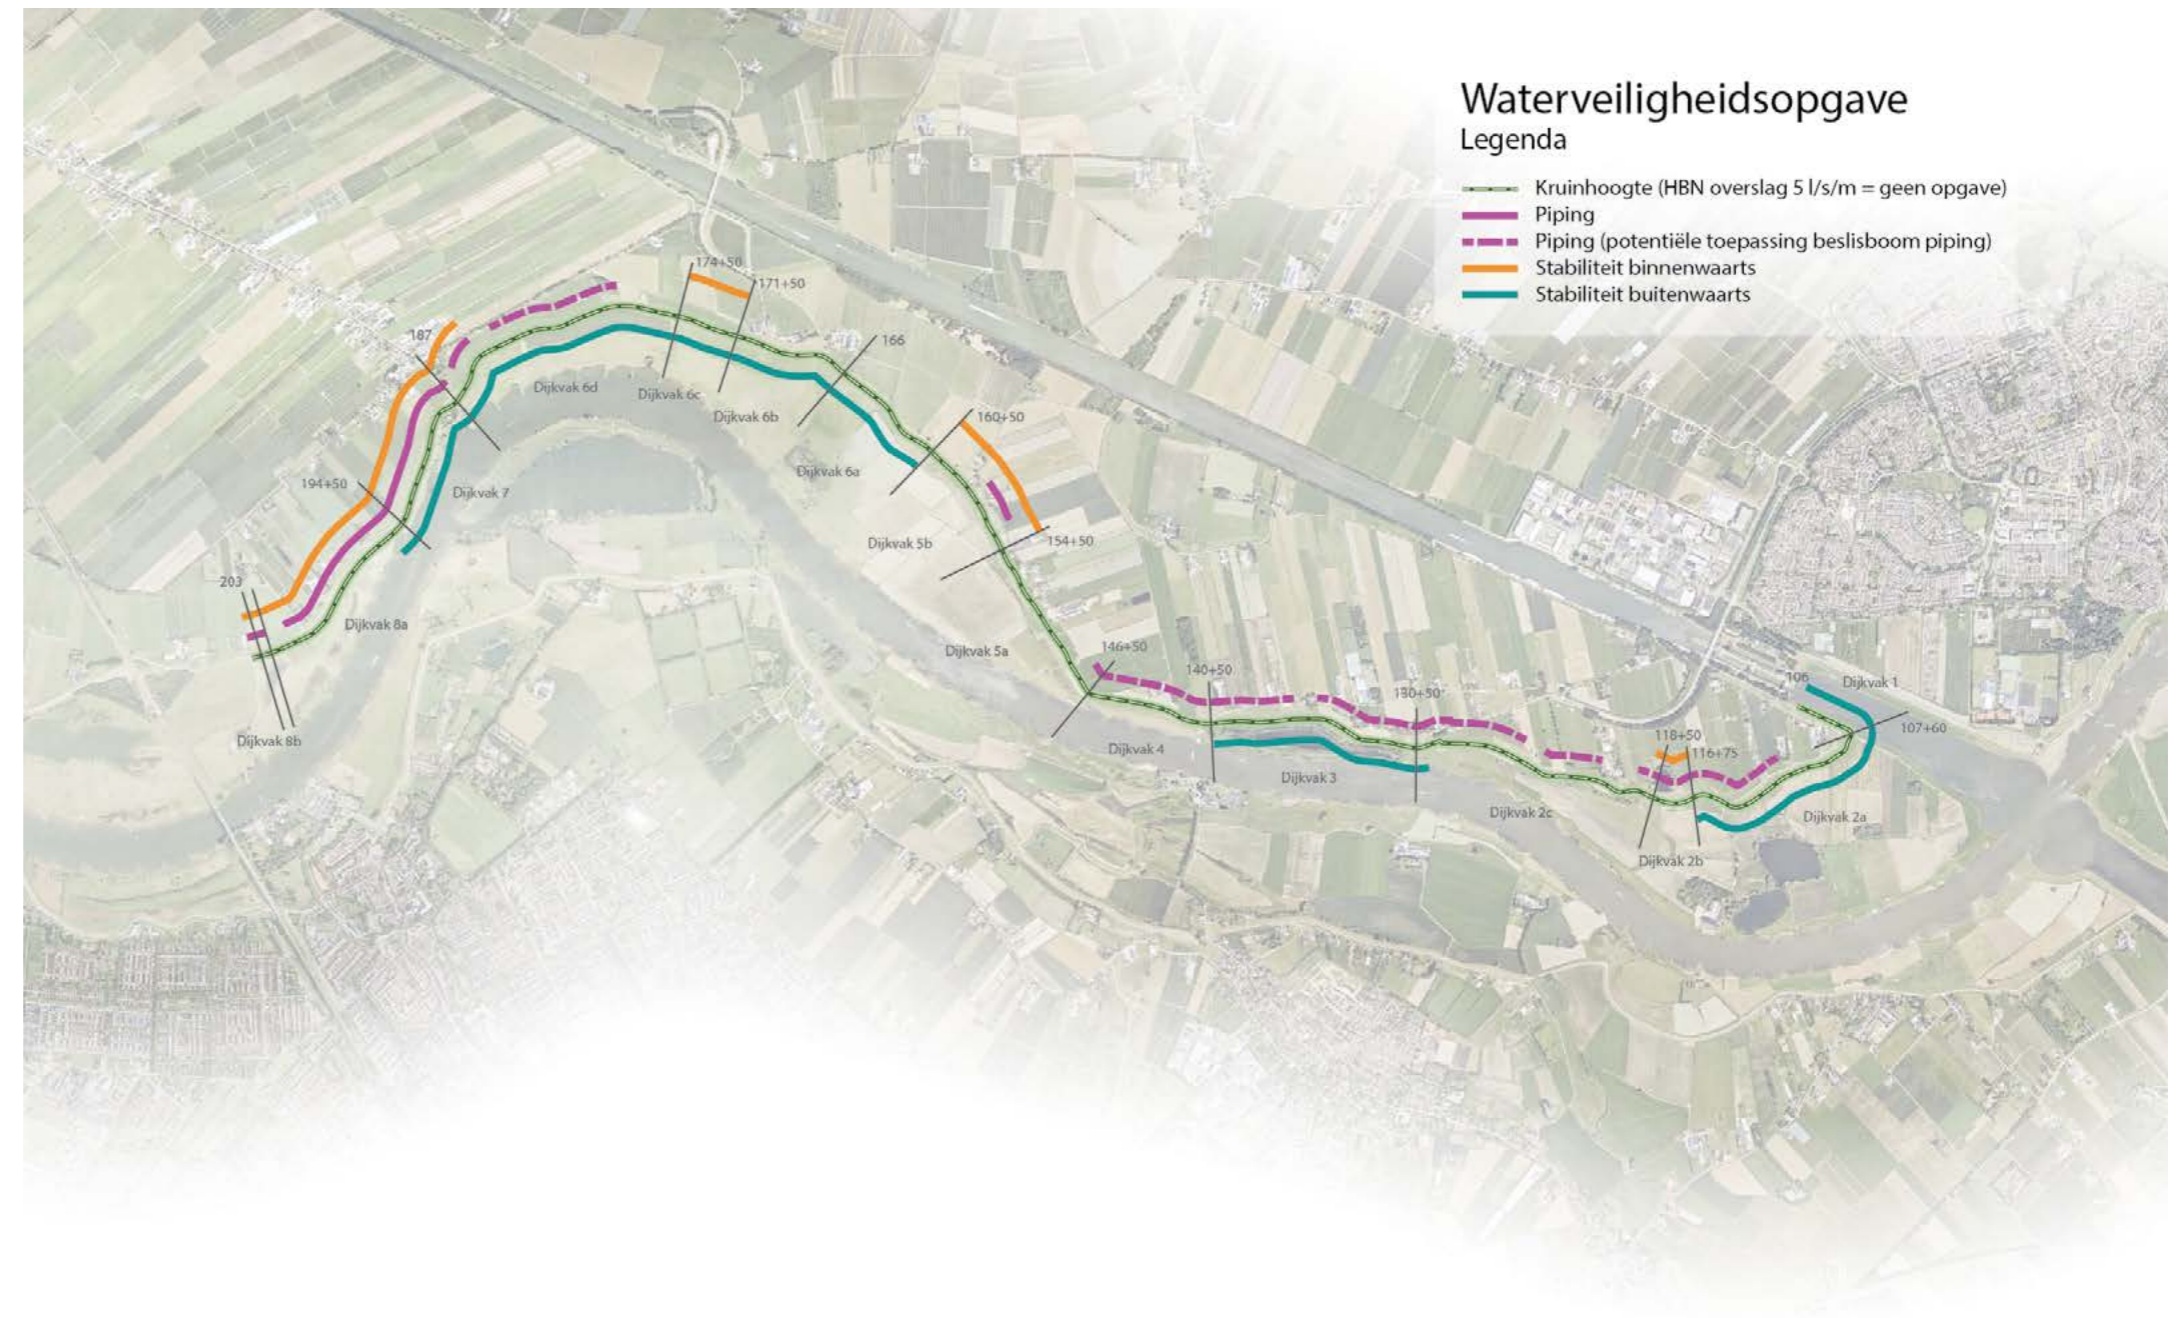 Waterveiligheidsopgave
Legenda
Kruinhoogte (HBN overslag 5 l/s/m = geen opgave)
Piping
Piping (potentiële toepassing beslisboom piping)
Stabiliteit binnenwaarts
Stabiliteit buitenwaarts
174+50
171+50
187
166
Dijkvak 6d
Dijkvak 6c
Dijkvak 6b
160+50
Dijkvak 6a
194+50
Dijkvak 7
Dijkvak 5b
154+50
203
Dijkvak 8a
Dijkvak 5a
146+50
140+50
106
Dijkvak 1
130+50
107+60
Dijkvak 8b
Dijkvak 4
118+50
116+75
Dijkvak 3
Dijkvak 2c
Dijkvak 2a
Dijkvak 2b